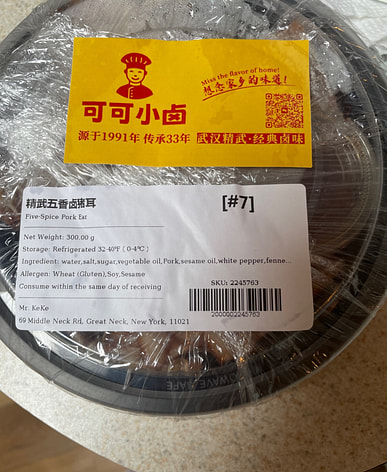 Miss the flavor of home!
想念家乡的味道!
可可小卤
源于1991年 传承33年 武汉精武·经典卤味
精武五香卤猪耳
[#7]
Five-Spice Pork Ear
Net Weight: 300.00 g
Storage: Refrigerated 32-40°F ( 0-4°C )
Ingredient: water,salt,sugar,vegetable oil,Pork,sesame oil,white pepper,fenne...
Allergen: Wheat (Gluten),Soy,Sesame
Consume within the same day of receiving
SKU: 2245763
2000002245763
Mr. KeKe
69 Middle Neck Rd, Great Neck, New York, 11021